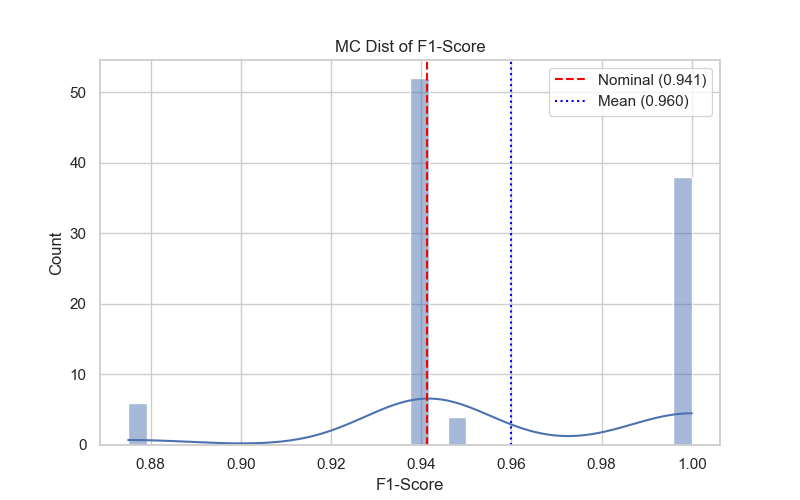 MC Dist of F1-Score
Nominal (0.941)
Mean (0.960)
Count
50
40
30
20
10
0
0.88 0.90 0.92 0.94 0.96 0.98 1.00
F1-Score